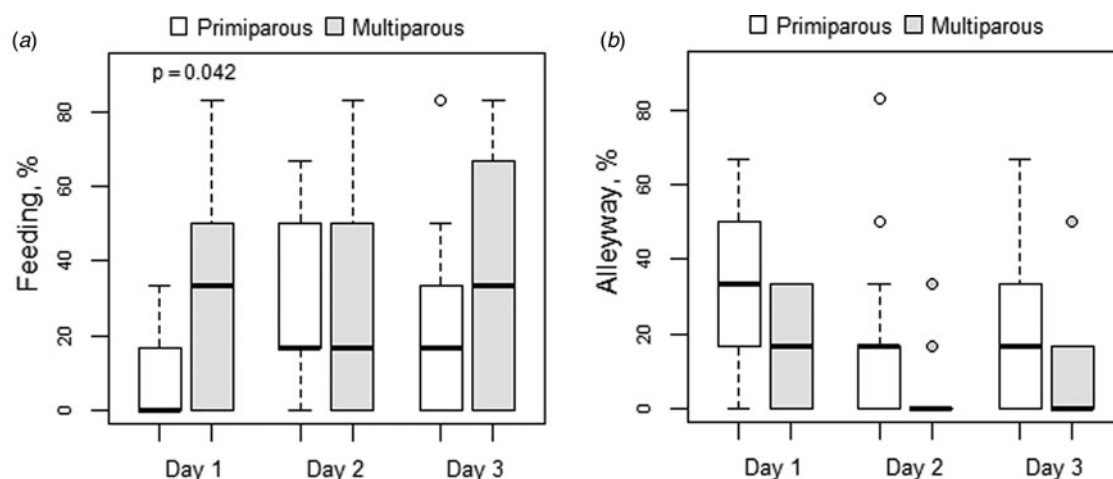 (a)
Primiparous Multiparous
p = 0.042
Feeding, %
80
60
40
20
0
Day 1 Day 2 Day 3
(b)
Primiparous Multiparous
Alleyway, %
80
60
40
20
0
Day 1 Day 2 Day 3